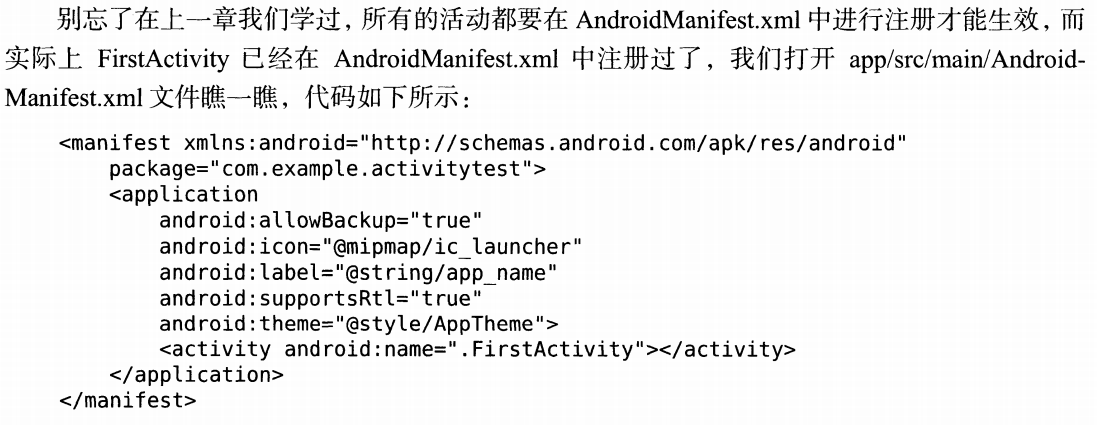 别忘了在上一章我们学过，所有的活动都要在 AndroidManifest.xml 中进行注册才能生效，而
实际上 FirstActivity 已经在 AndroidManifest.xml 中注册过了，我们打开 app/src/main/Android-
Manifest.xml 文件瞧一瞧，代码如下所示：
<manifest xmlns:android="http://schemas.android.com/apk/res/android"
    package="com.example.activitytest">
    <application
        android:allowBackup="true"
        android:icon="@mipmap/ic_launcher"
        android:label="@string/app_name"
        android:supportsRtl="true"
        android:theme="@style/AppTheme">
        <activity android:name=".FirstActivity"></activity>
    </application>
</manifest>